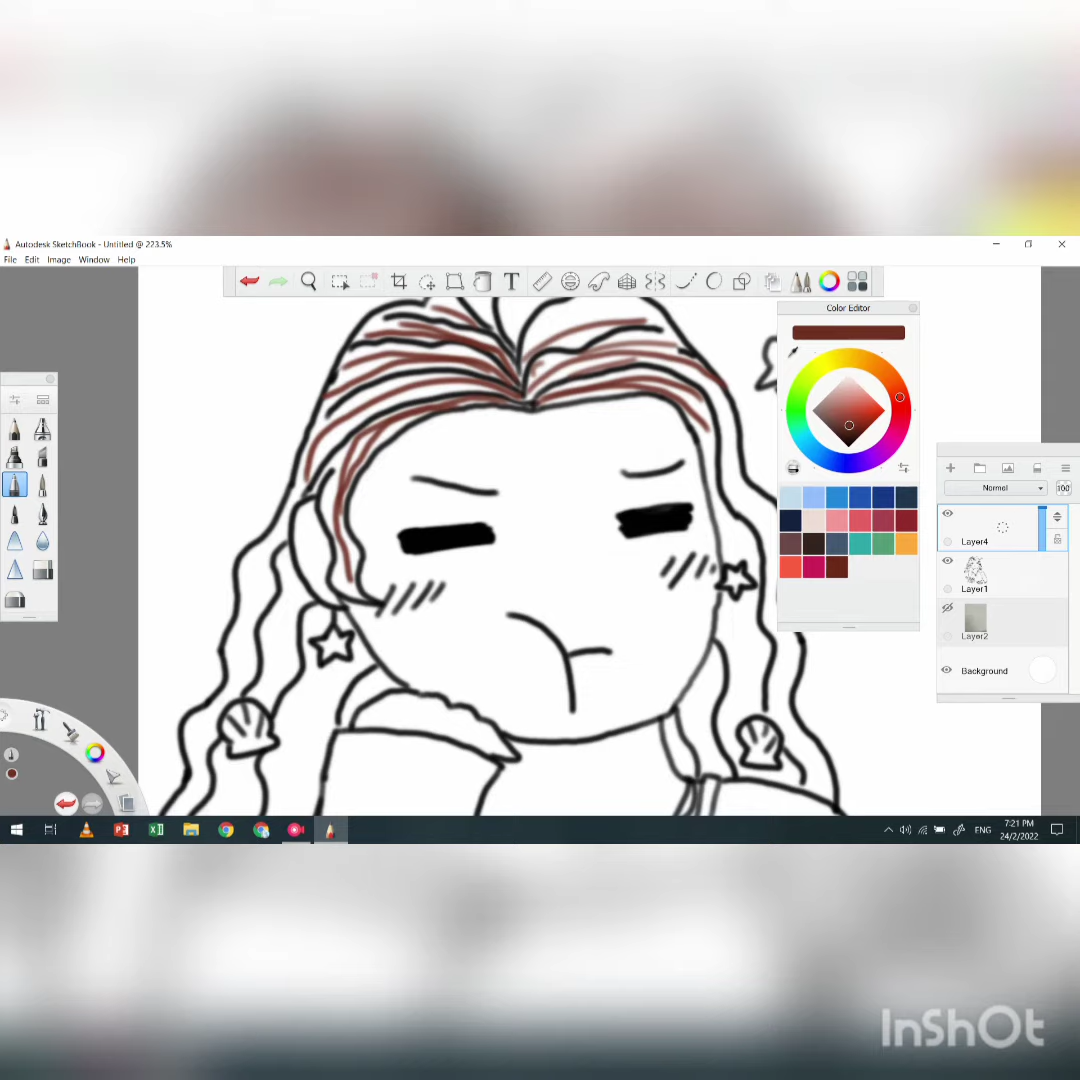 Autodesk SketchBook - Untitled @ 223.5%
File Edit Image Window Help
T
Color Editor
Normal
100
Layer4
Layer1
Layer2
Background
ENG
7:21 PM
24/2/2022
InShOt